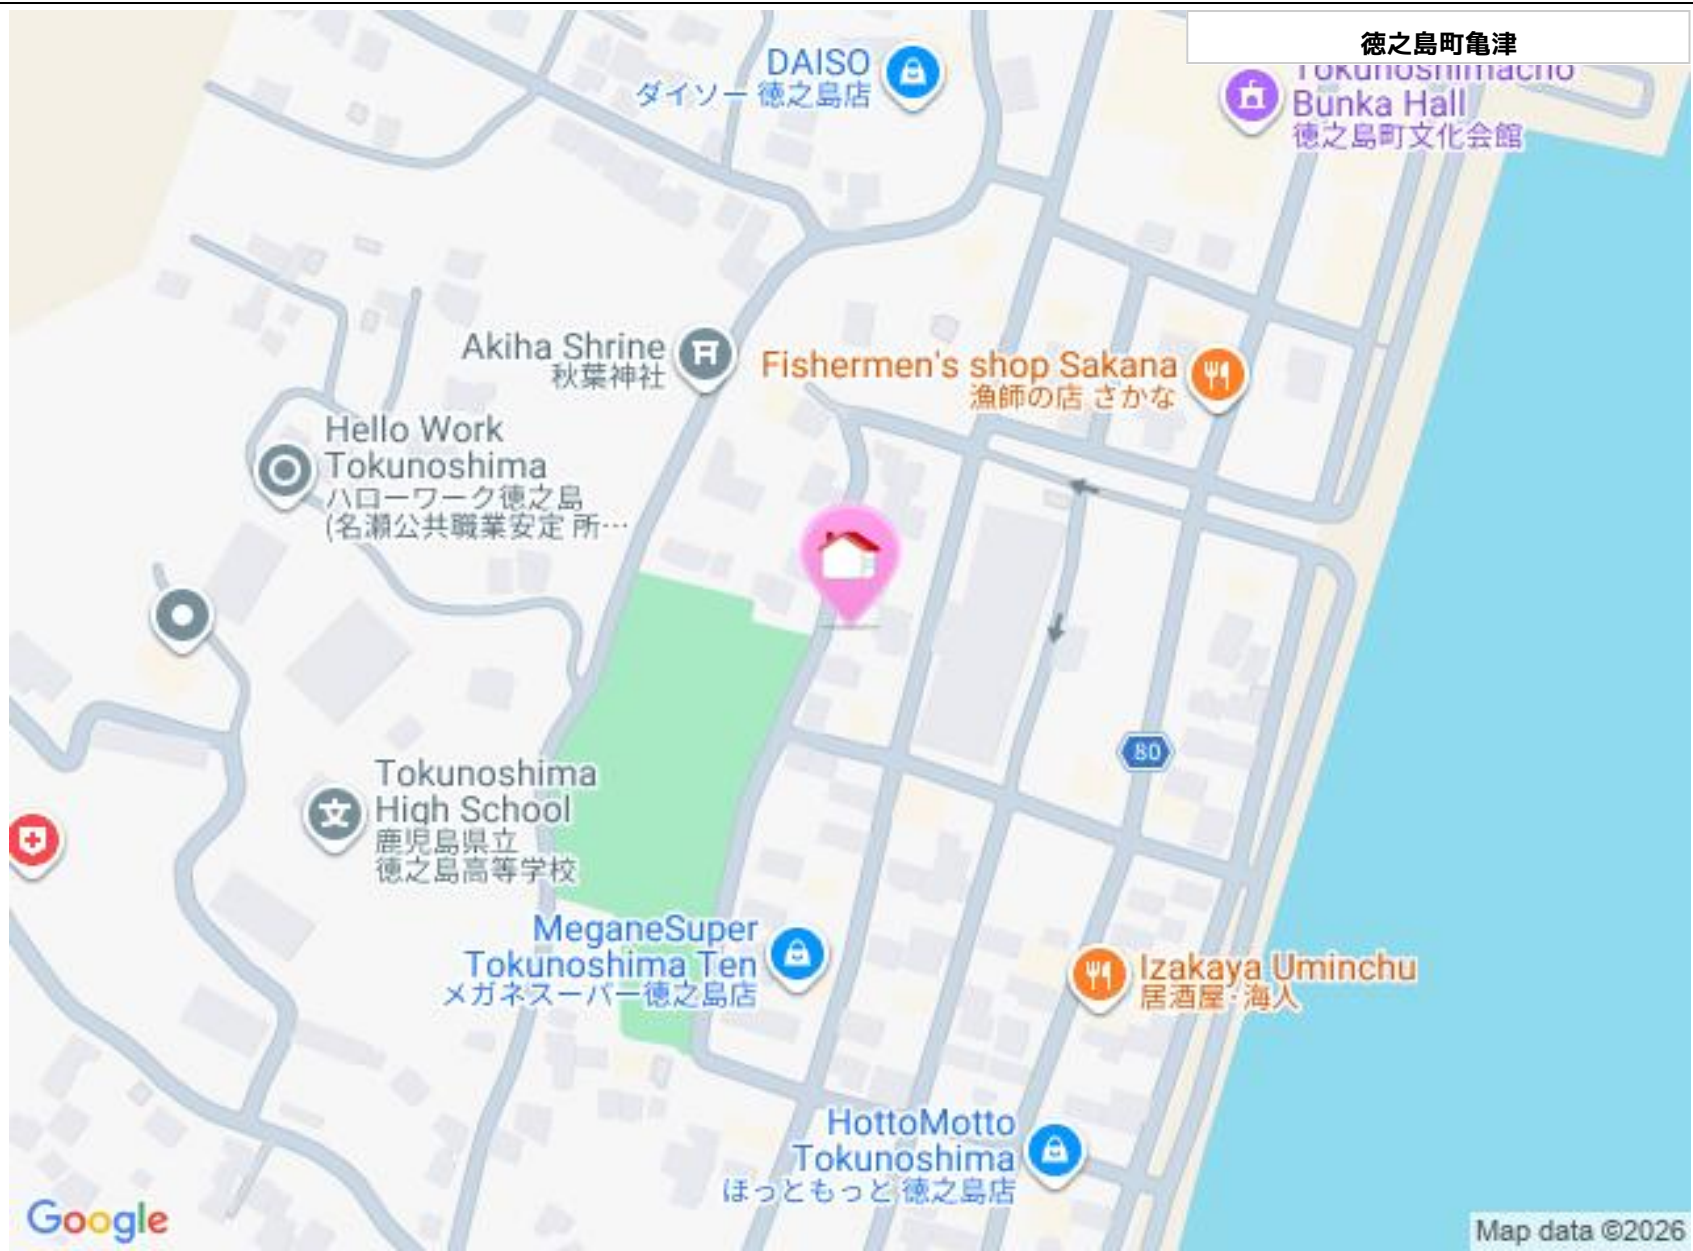 徳之島町亀津
DAISO
ダイソー 徳之島店
Tokunoshimacho
Bunka Hall
徳之島町文化会館
Akiha Shrine
秋葉神社
Fishermen's shop Sakana
漁師の店 さかな
Hello Work
Tokunoshima
ハローワーク徳之島
(名瀬公共職業安定 所…
80
Tokunoshima
High School
鹿児島県立
徳之島高等学校
MeganeSuper
Tokunoshima Ten
メガネスーパー徳之島店
Izakaya Uminchu
居酒屋·海人
HottoMotto
Tokunoshima
ほっともっと 徳之島店
Google
Map data ©2026